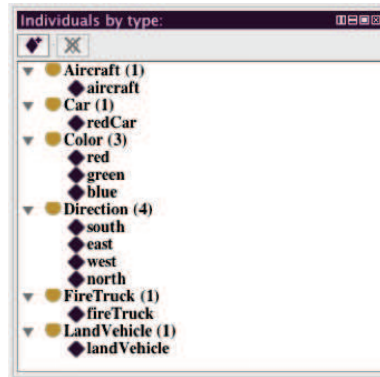 Individuals by type:
Aircraft (1)
aircraft
Car (1)
redCar
Color (3)
red
green
blue
Direction (4)
south
east
west
north
FireTruck (1)
fireTruck
LandVehicle (1)
landVehicle